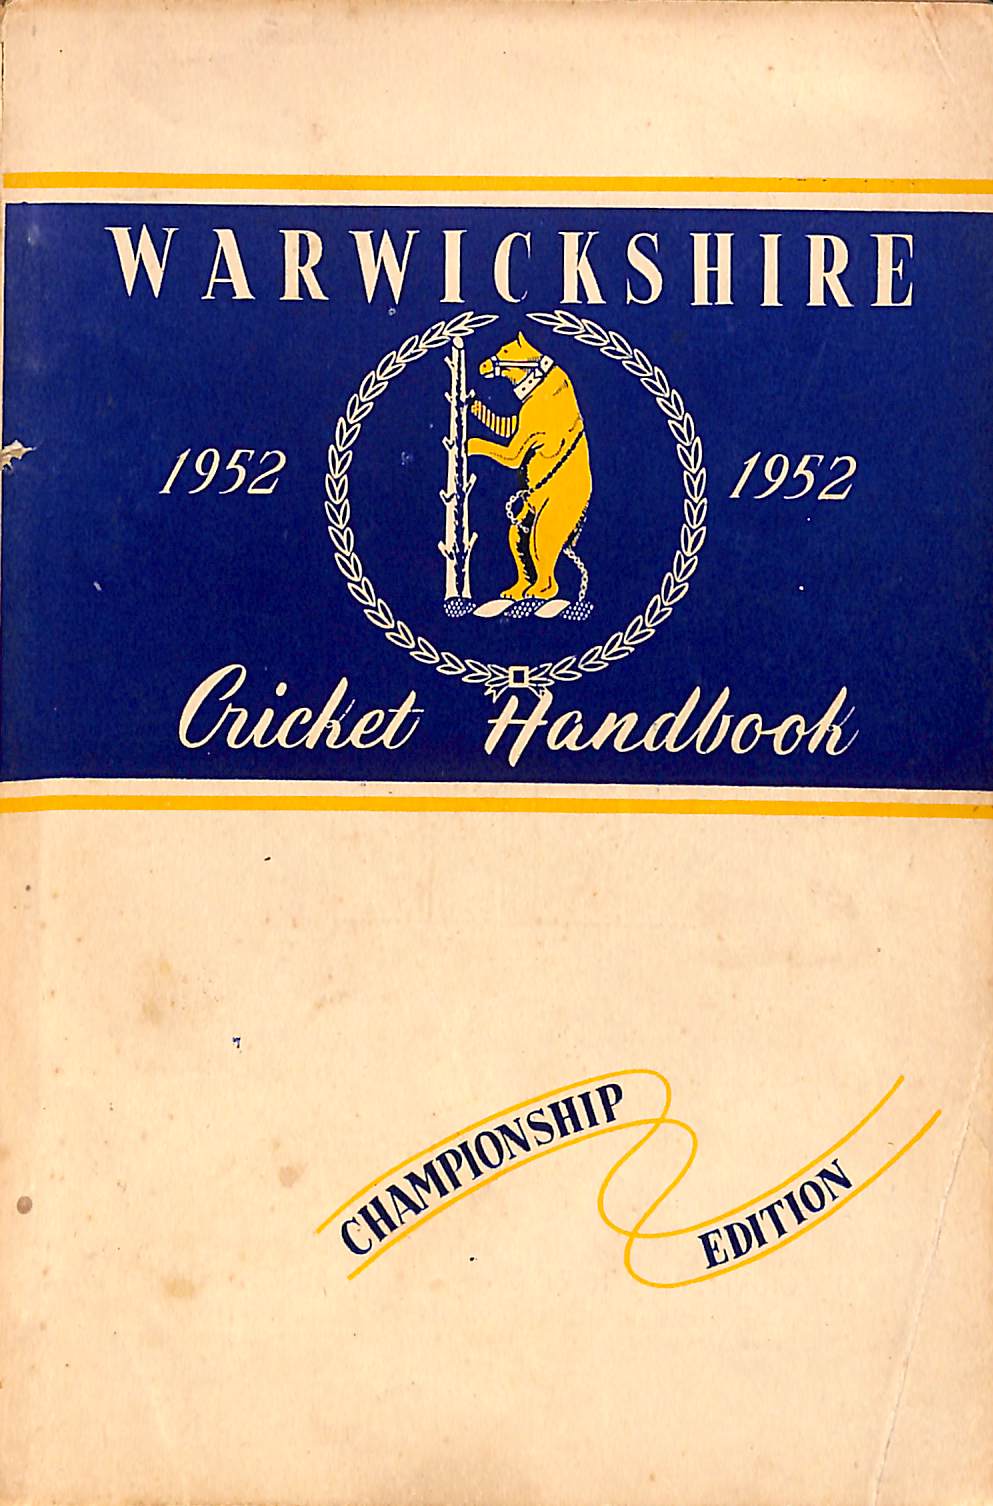 WARWICKSHIRE
1952 1952
Cricket Handbook
CHAMPIONSHIP
EDITION